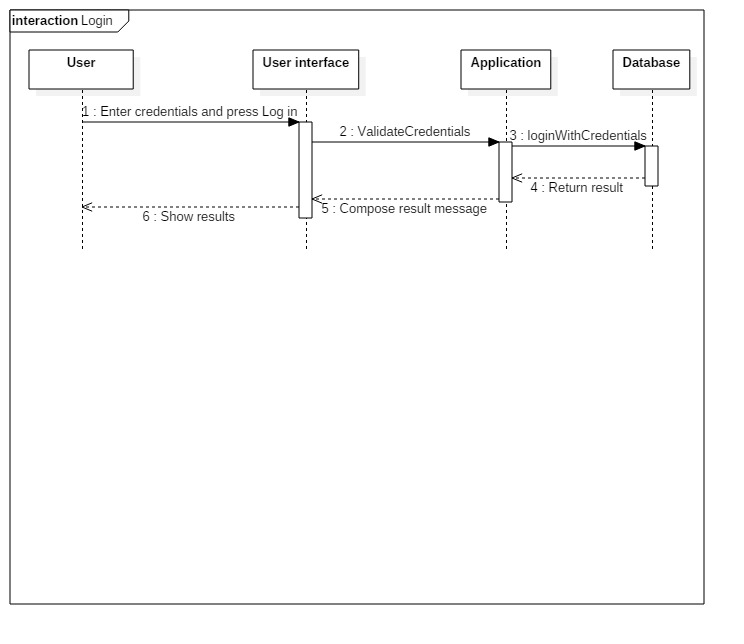 interaction Login
User
User interface
Application
Database
1 : Enter credentials and press Log in
2 : ValidateCredentials
3 : loginWithCredentials
4 : Return result
5 : Compose result message
6 : Show results